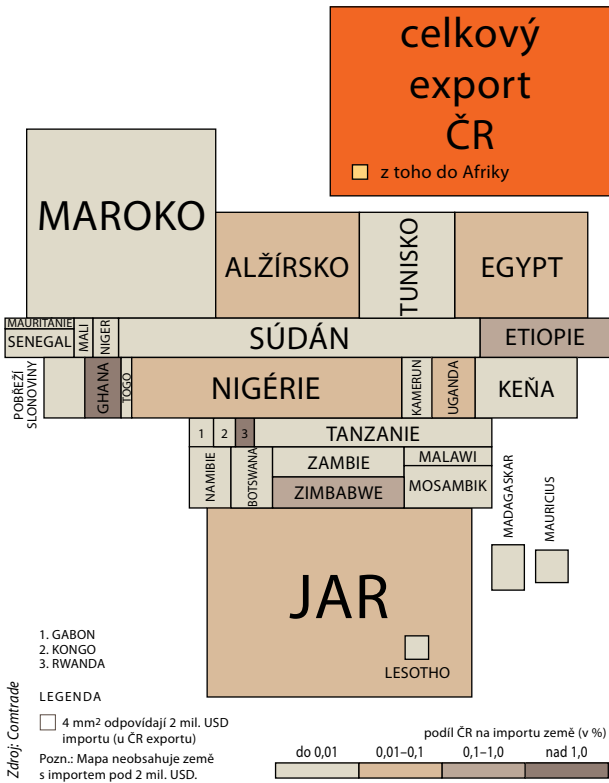 celkový
export
ČR
z toho do Afriky
MAROKO
ALŽÍRSKO
TUNISKO
EGYPT
MAURITÁNIE
SENEGAL
MALI
NIGER
SÚDÁN
ETIOPIE
POBŘEŽÍ
SLONOVINY
GHANA
TOGO
NIGÉRIE
KAMERUN
UGANDA
KEŇA
1
2
3
TANZANIE
NAMIBIE
BOTSWANA
ZAMBIE
ZIMBABWE
MALAWI
MOSAMBIK
MADAGASKAR
MAURICIUS
JAR
LESOTHO
1. GABON
2. KONGO
3. RWANDA
LEGENDA
4 mm² odpovídají 2 mil. USD
importu (u ČR exportu)
Pozn.: Mapa neobsahuje země
s importem pod 2 mil. USD.
Zdroj: Comtrade
podíl ČR na importu země (v %)
do 0,01 0,01–0,1 0,1–1,0 nad 1,0